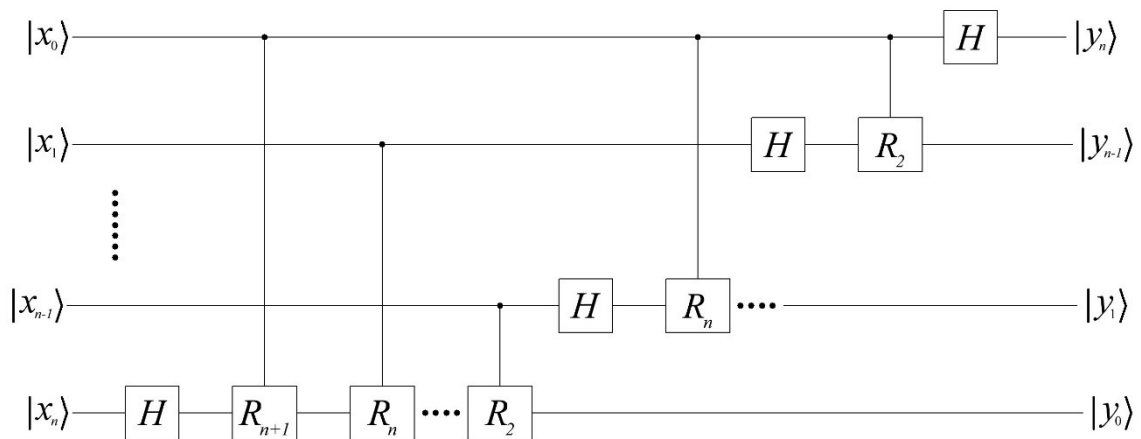 |x₀⟩ H |yₙ⟩
|x₁⟩ H R₂ |yₙ₋₁⟩
|xₙ₋₁⟩ H Rₙ |y₁⟩
|xₙ⟩ H Rₙ₊₁ Rₙ R₂ |y₀⟩